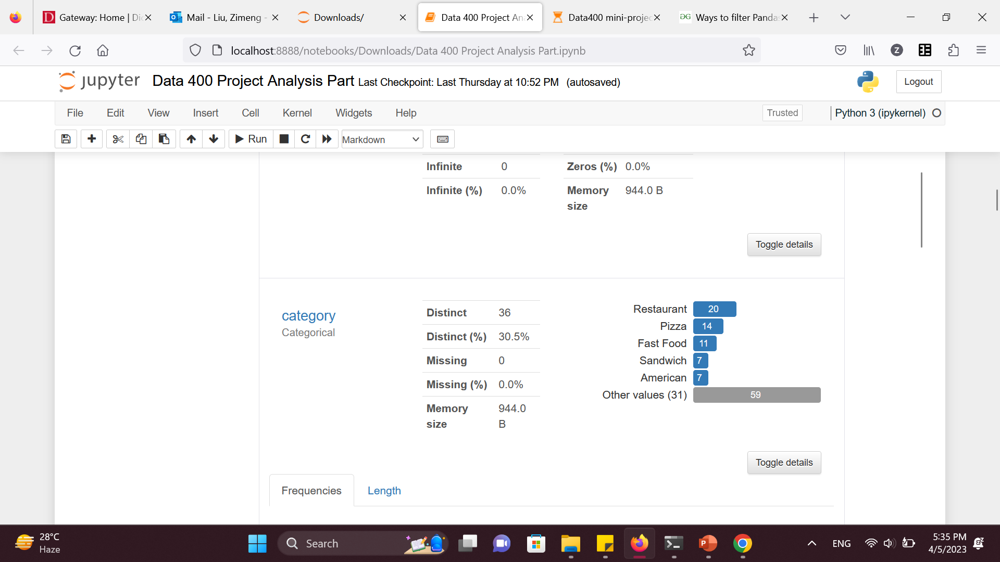 Gateway: Home | Di
Mail - Liu, Zimeng -
Downloads/
Data 400 Project An
Data400 mini-projec
Ways to filter Panda
localhost:8888/notebooks/Downloads/Data 400 Project Analysis Part.ipynb
jupyter Data 400 Project Analysis Part Last Checkpoint: Last Thursday at 10:52 PM (autosaved)
Logout
File Edit View Insert Cell Kernel Widgets Help
Trusted
Python 3 (ipykernel)
Run
Markdown
Infinite 0 Zeros (%) 0.0%
Infinite (%) 0.0% Memory 944.0 B
size
Toggle details
category
Categorical
Distinct 36
Distinct (%) 30.5%
Missing 0
Missing (%) 0.0%
Memory 944.0
size B
Restaurant 20
Pizza 14
Fast Food 11
Sandwich 7
American 7
Other values (31) 59
Toggle details
Frequencies Length
28°C
Haze
Search
ENG
5:35 PM
4/5/2023